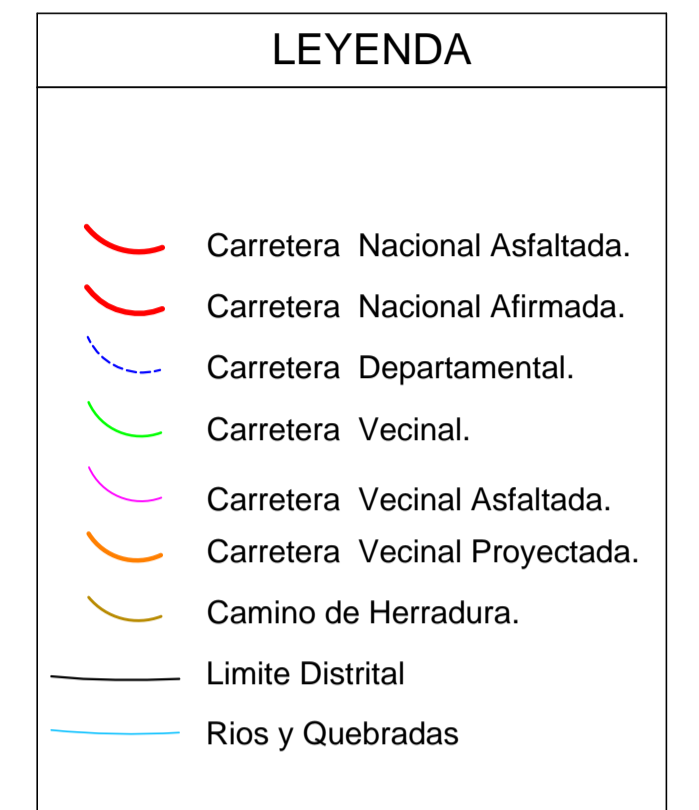 LEYENDA
Carretera  Nacional Asfaltada.
Carretera  Nacional Afirmada.
Carretera  Departamental.
Carretera  Vecinal.
Carretera  Vecinal Asfaltada.
Carretera  Vecinal Proyectada.
Camino de Herradura.
Limite Distrital
Rios y Quebradas